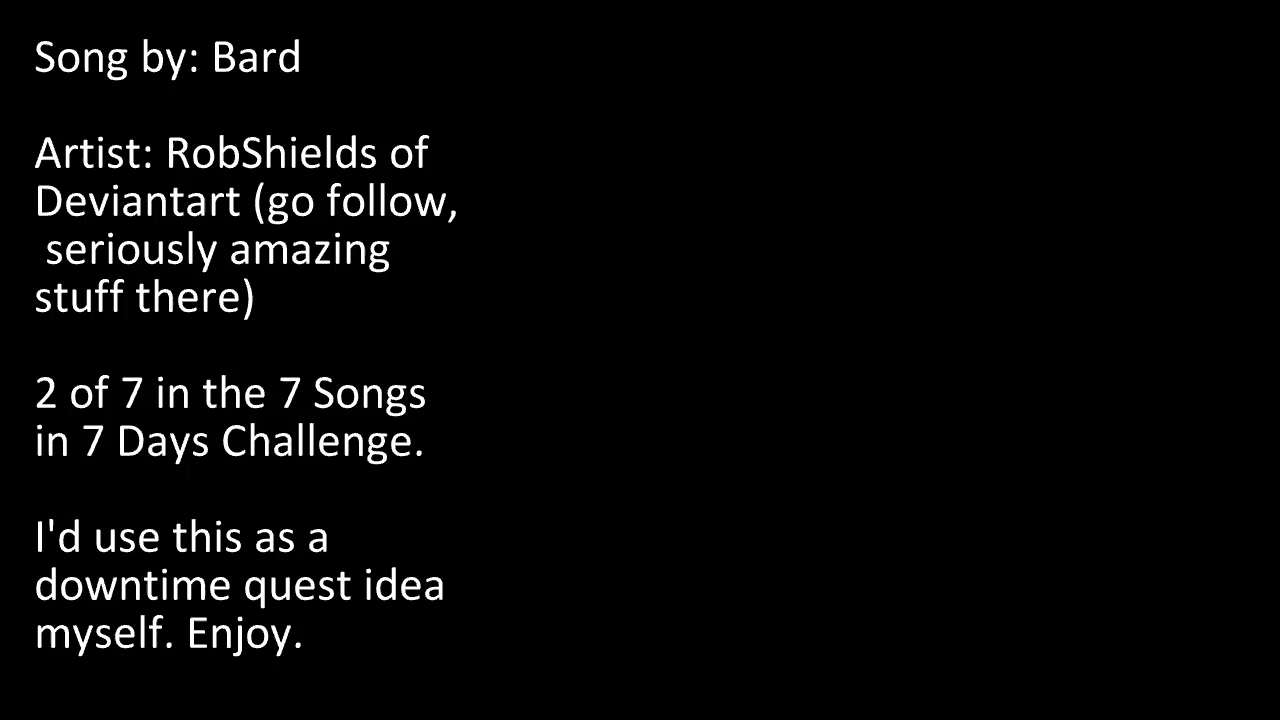 Song by: Bard
Artist: RobShields of
Deviantart (go follow,
seriously amazing
stuff there)
2 of 7 in the 7 Songs
in 7 Days Challenge.
I'd use this as a
downtime quest idea
myself. Enjoy.